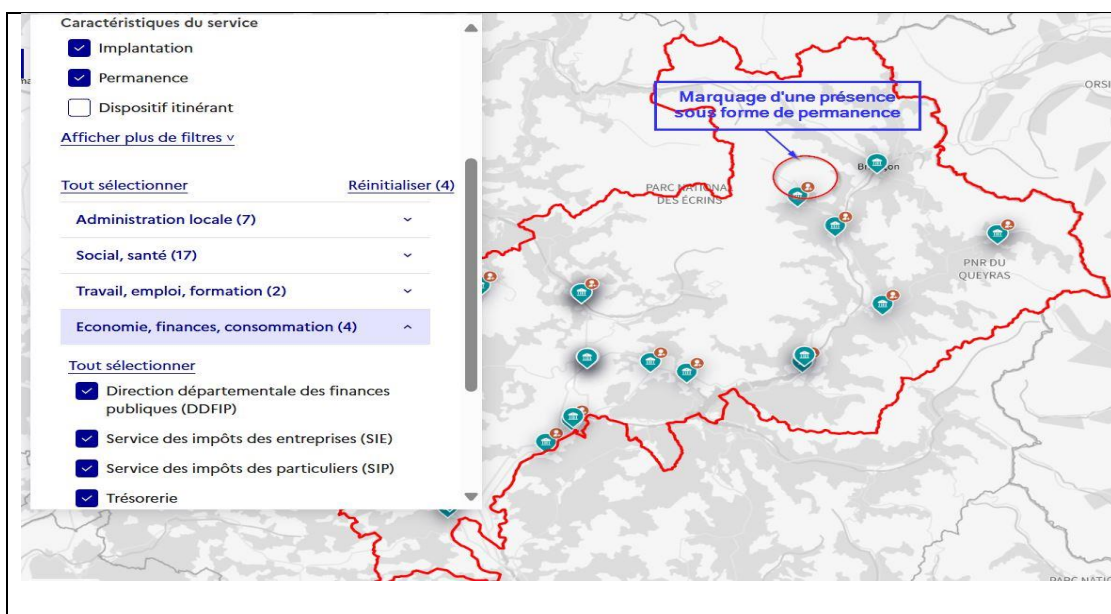 Caractéristiques du service
Implantation
Permanence
Dispositif itinérant
Afficher plus de filtres
Tout sélectionner
Réinitialiser (4)
Administration locale (7)
Social, santé (17)
Travail, emploi, formation (2)
Economie, finances, consommation (4)
Tout sélectionner
Direction départementale des finances
publiques (DDFIP)
Service des impôts des entreprises (SIE)
Service des impôts des particuliers (SIP)
Trésorerie
Marquage d'une présence
sous forme de permanence
PARC NATIONAL
DES ÉCRINS
PNR DU
QUEYRAS